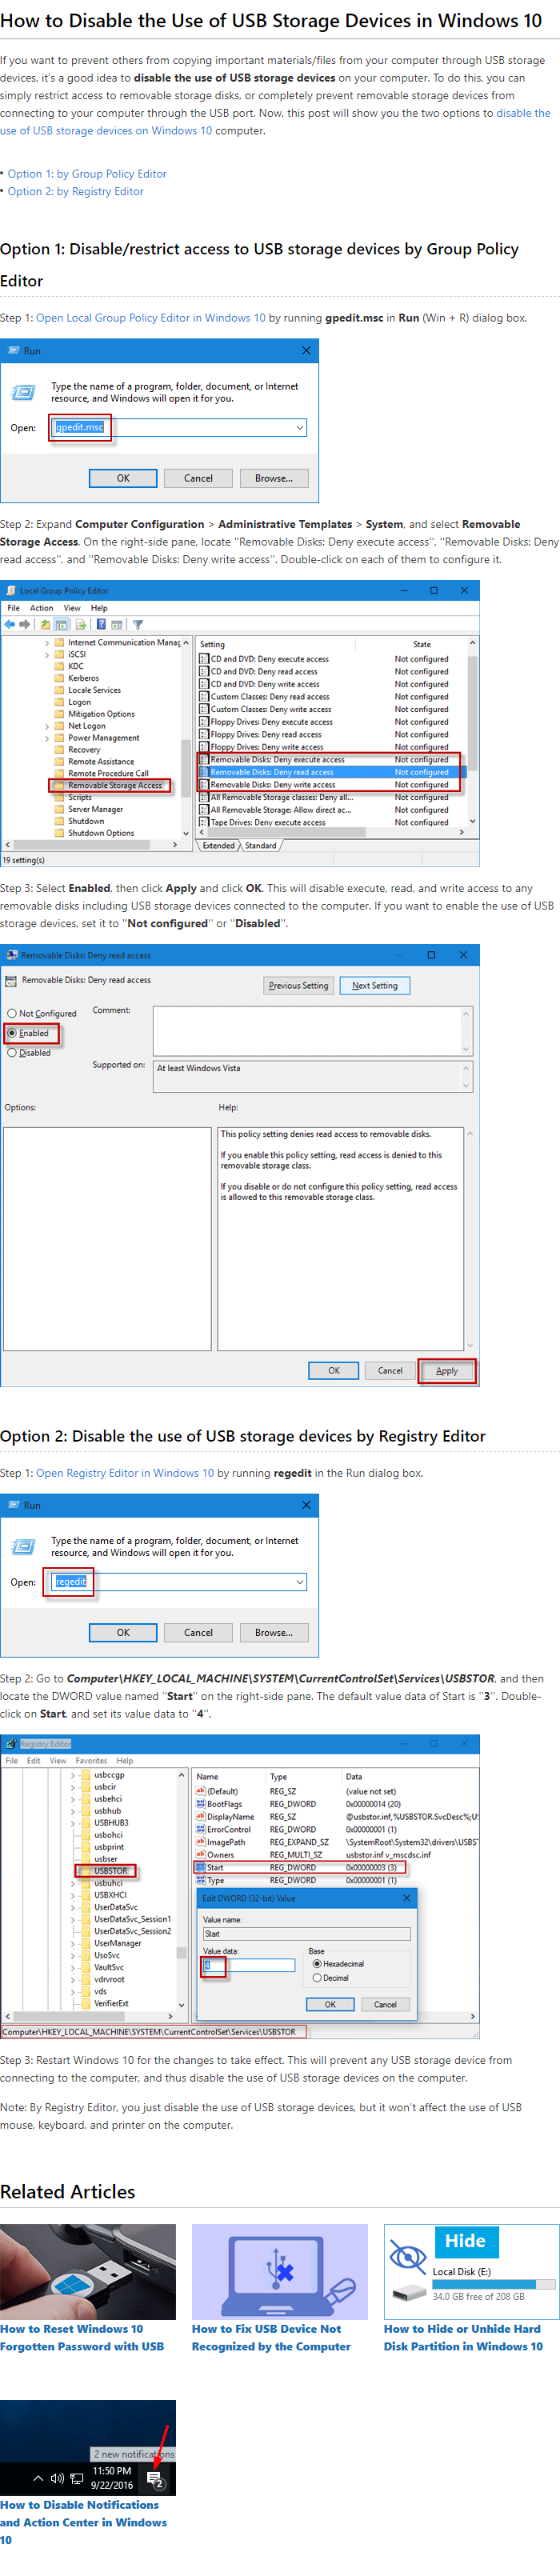 How to Disable the Use of USB Storage Devices in Windows 10
If you want to prevent others from copying important materials/files from your computer through USB storage
devices, it's a good idea to disable the use of USB storage devices on your computer. To do this, you can
simply restrict access to removable storage disks, or completely prevent removable storage devices from
connecting to your computer through the USB port. Now, this post will show you the two options to disable the
use of USB storage devices on Windows 10 computer.
• Option 1: by Group Policy Editor
• Option 2: by Registry Editor
Option 1: Disable/restrict access to USB storage devices by Group Policy
Editor
Step 1: Open Local Group Policy Editor in Windows 10 by running gpedit.msc in Run (Win + R) dialog box.
Run
Type the name of a program, folder, document, or Internet
resource, and Windows will open it for you.
Open: gpedit.msc
OK Cancel Browse...
Step 2: Expand Computer Configuration > Administrative Templates > System, and select Removable
Storage Access. On the right-side pane, locate "Removable Disks: Deny execute access", "Removable Disks: Deny
read access", and "Removable Disks: Deny write access". Double-click on each of them to configure it.
Local Group Policy Editor
File Action View Help
Internet Communication Manag
iSCSI
KDC
Kerberos
Locale Services
Logon
Mitigation Options
Net Logon
Power Management
Recovery
Remote Assistance
Remote Procedure Call
Removable Storage Access
Scripts
Server Manager
Shutdown
Shutdown Options
Setting State
CD and DVD: Deny execute access Not configured
CD and DVD: Deny read access Not configured
CD and DVD: Deny write access Not configured
Custom Classes: Deny read access Not configured
Custom Classes: Deny write access Not configured
Floppy Drives: Deny execute access Not configured
Floppy Drives: Deny read access Not configured
Floppy Drives: Deny write access Not configured
Removable Disks: Deny execute access Not configured
Removable Disks: Deny read access Not configured
Removable Disks: Deny write access Not configured
All Removable Storage classes: Deny all... Not configured
All Removable Storage: Allow direct ac... Not configured
Tape Drives: Deny execute access Not configured
Extended Standard
19 setting(s)
Step 3: Select Enabled, then click Apply and click OK. This will disable execute, read, and write access to any
removable disks including USB storage devices connected to the computer. If you want to enable the use of USB
storage devices, set it to "Not configured" or "Disabled".
Removable Disks: Deny read access
Removable Disks: Deny read access
Previous Setting Next Setting
Not Configured
Enabled
Disabled
Comment:
Supported on: At least Windows Vista
Options: Help:
This policy setting denies read access to removable disks.
If you enable this policy setting, read access is denied to this
removable storage class.
If you disable or do not configure this policy setting, read access
is allowed to this removable storage class.
OK Cancel Apply
Option 2: Disable the use of USB storage devices by Registry Editor
Step 1: Open Registry Editor in Windows 10 by running regedit in the Run dialog box.
Run
Type the name of a program, folder, document, or Internet
resource, and Windows will open it for you.
Open: regedit
OK Cancel Browse...
Step 2: Go to Computer\HKEY_LOCAL_MACHINE\SYSTEM\CurrentControlSet\Services\USBSTOR, and then
locate the DWORD value named "Start" on the right-side pane. The default value data of Start is "3". Double-
click on Start, and set its value data to "4".
Registry Editor
File Edit View Favorites Help
usbccgp
usbcir
usbehci
usbhub
USBHUB3
usbohci
usbprint
usbser
USBSTOR
usbuhci
USBXHCI
UserDataSvc
UserDataSvc_Session1
UserDataSvc_Session2
UserManager
UsoSvc
VaultSvc
vdrvroot
vds
VerifierExt
Name Type Data
(Default) REG_SZ (value not set)
BootFlags REG_DWORD 0x00000014 (20)
DisplayName REG_SZ @usbstor.inf,%USBSTOR.SvcDesc%;US
ErrorControl REG_DWORD 0x00000001 (1)
ImagePath REG_EXPAND_SZ \SystemRoot\System32\drivers\USBST
Owners REG_MULTI_SZ usbstor.inf v_mscdsc.inf
Start REG_DWORD 0x00000003 (3)
Type REG_DWORD 0x00000001 (1)
Edit DWORD (32-bit) Value
Value name:
Start
Value data:
4
Base
Hexadecimal
Decimal
OK Cancel
Computer\HKEY_LOCAL_MACHINE\SYSTEM\CurrentControlSet\Services\USBSTOR
Step 3: Restart Windows 10 for the changes to take effect. This will prevent any USB storage device from
connecting to the computer, and thus disable the use of USB storage devices on the computer.
Note: By Registry Editor, you just disable the use of USB storage devices, but it won't affect the use of USB
mouse, keyboard, and printer on the computer.
Related Articles
Hide
Local Disk (E:)
34.0 GB free of 208 GB
How to Reset Windows 10
Forgotten Password with USB
How to Fix USB Device Not
Recognized by the Computer
How to Hide or Unhide Hard
Disk Partition in Windows 10
2 new notifications
11:50 PM
9/22/2016
2
How to Disable Notifications
and Action Center in Windows
10